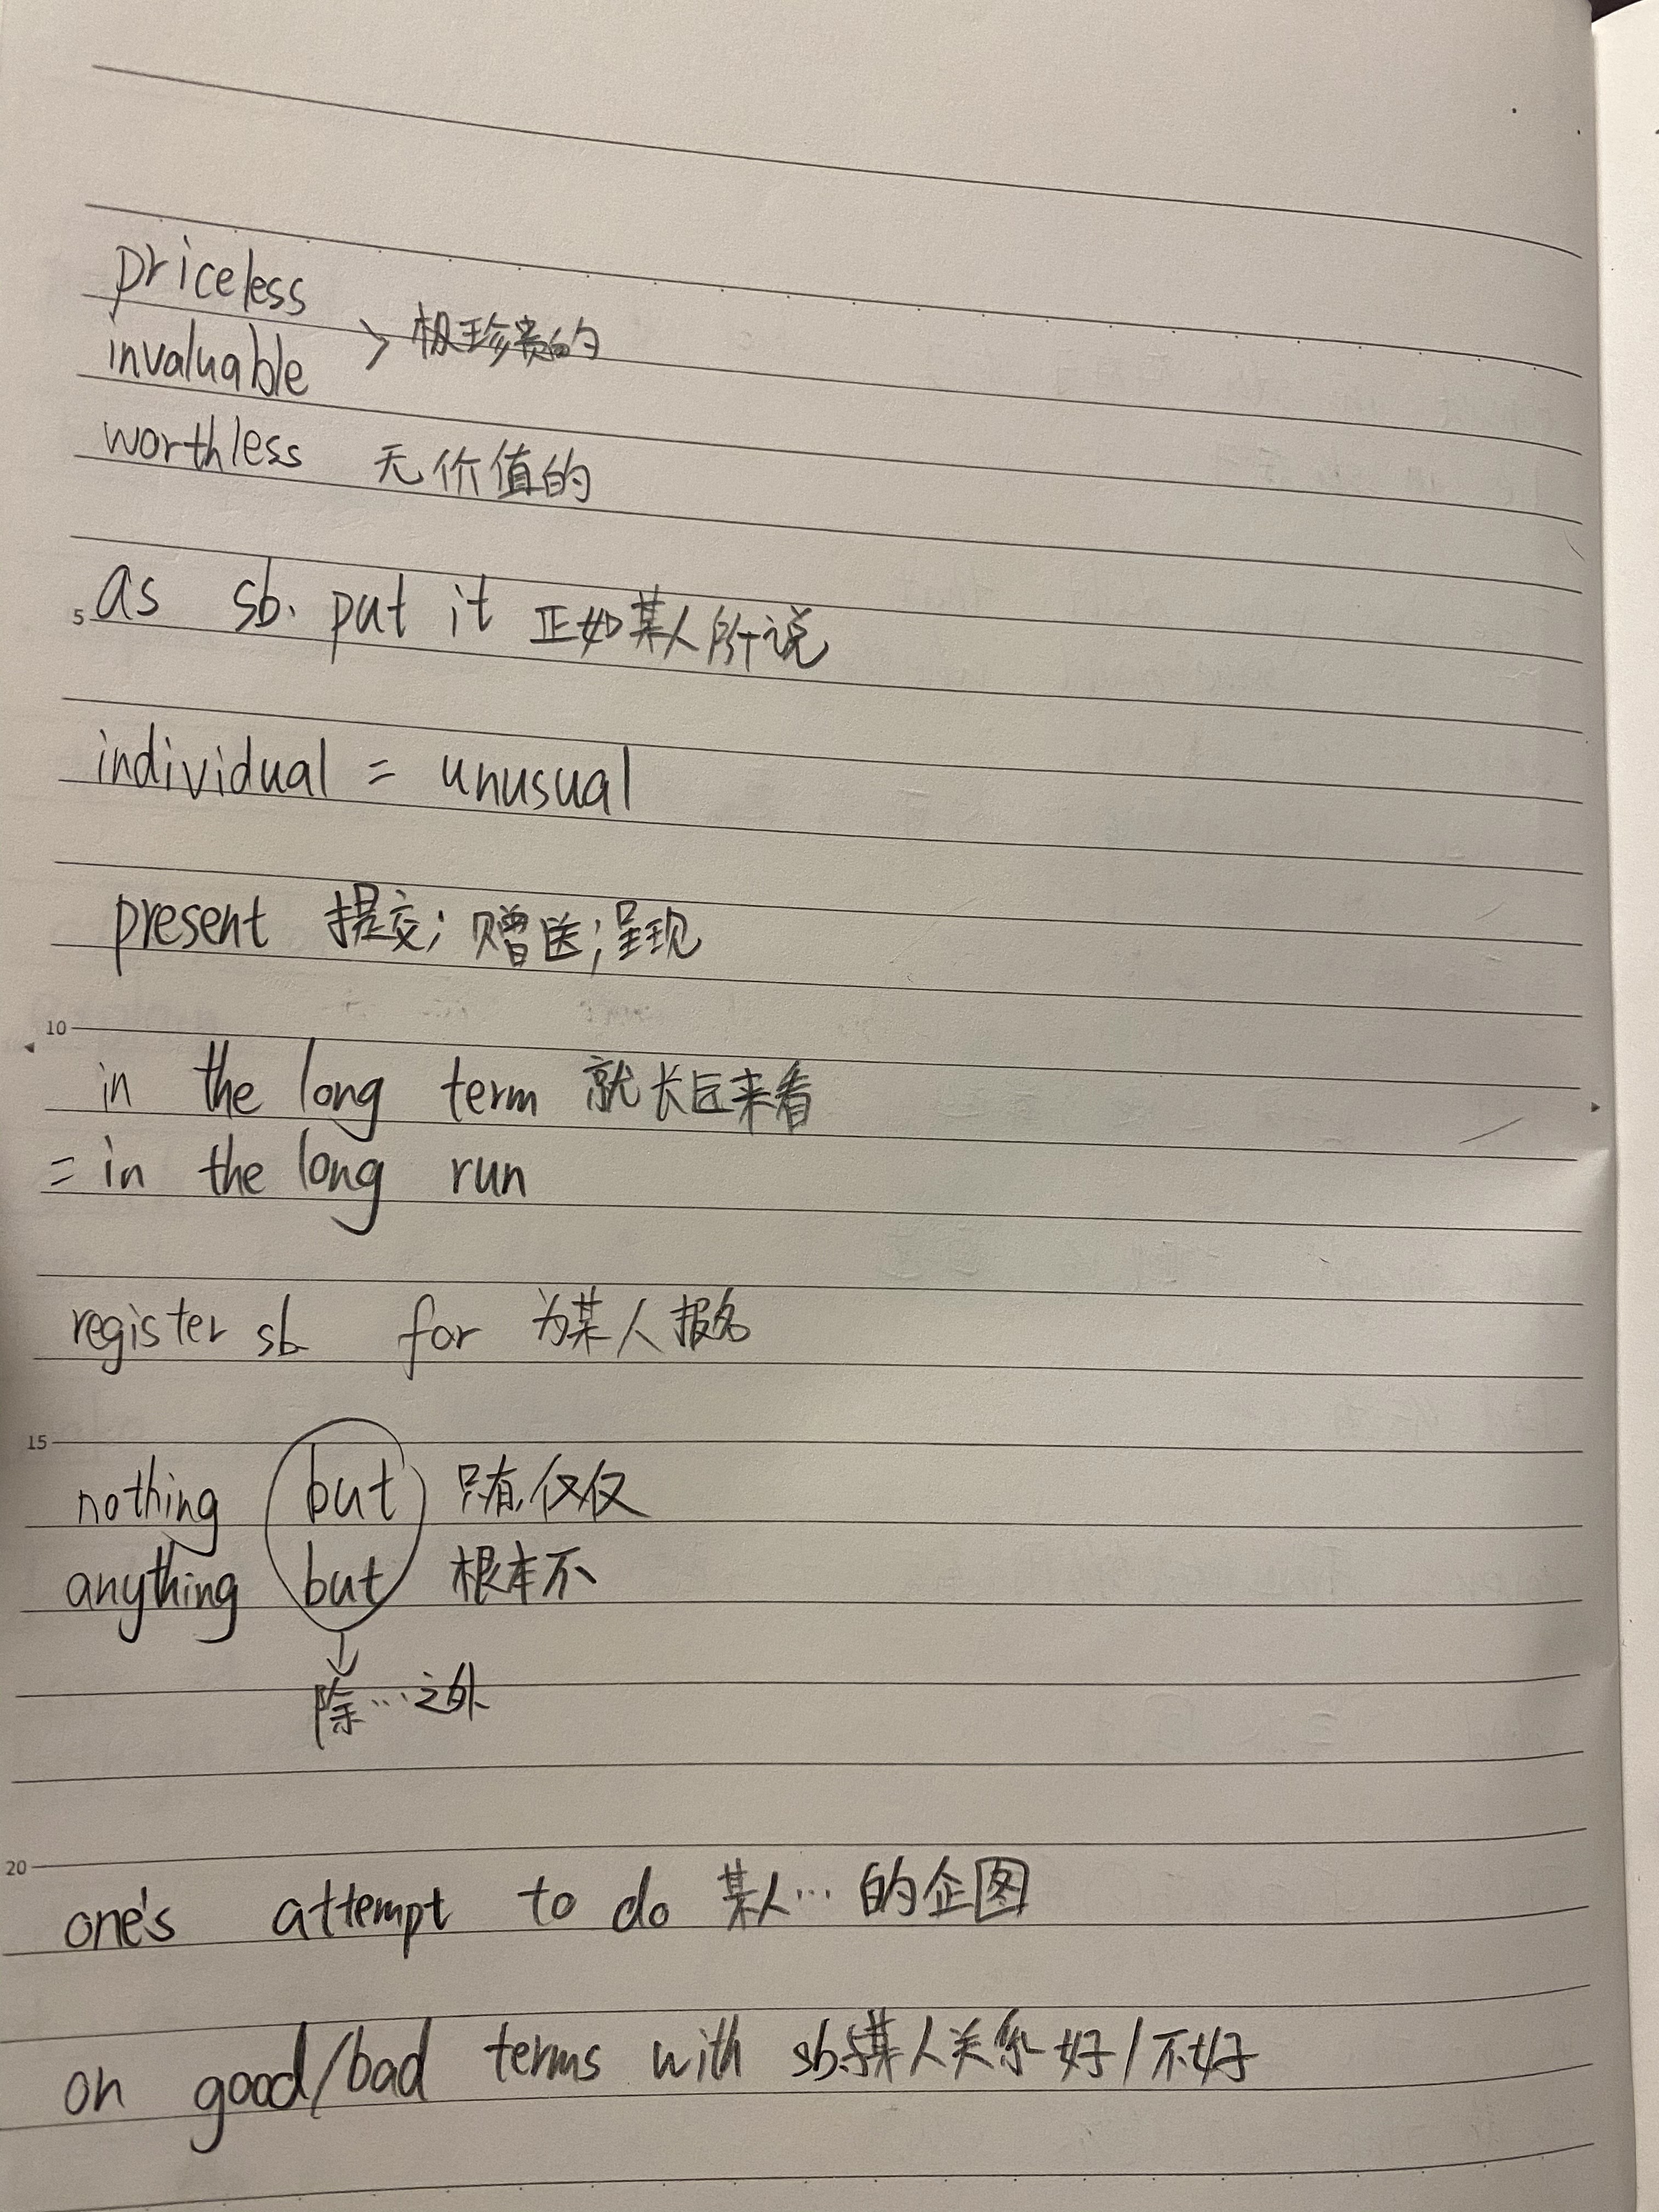 priceless
invaluable > 极珍贵的
worthless 无价值的
5 as sb. put it 正如某人所说
individual = unusual
present 提交; 赠送; 呈现
10
in the long term 就长远来看
= in the long run
register sb for 为某人报名
15
nothing but 只有, 仅仅
anything but 根本不
除…之外
20
one's attempt to do 某人…的企图
on good/bad terms with sb.与某人关系好/不好